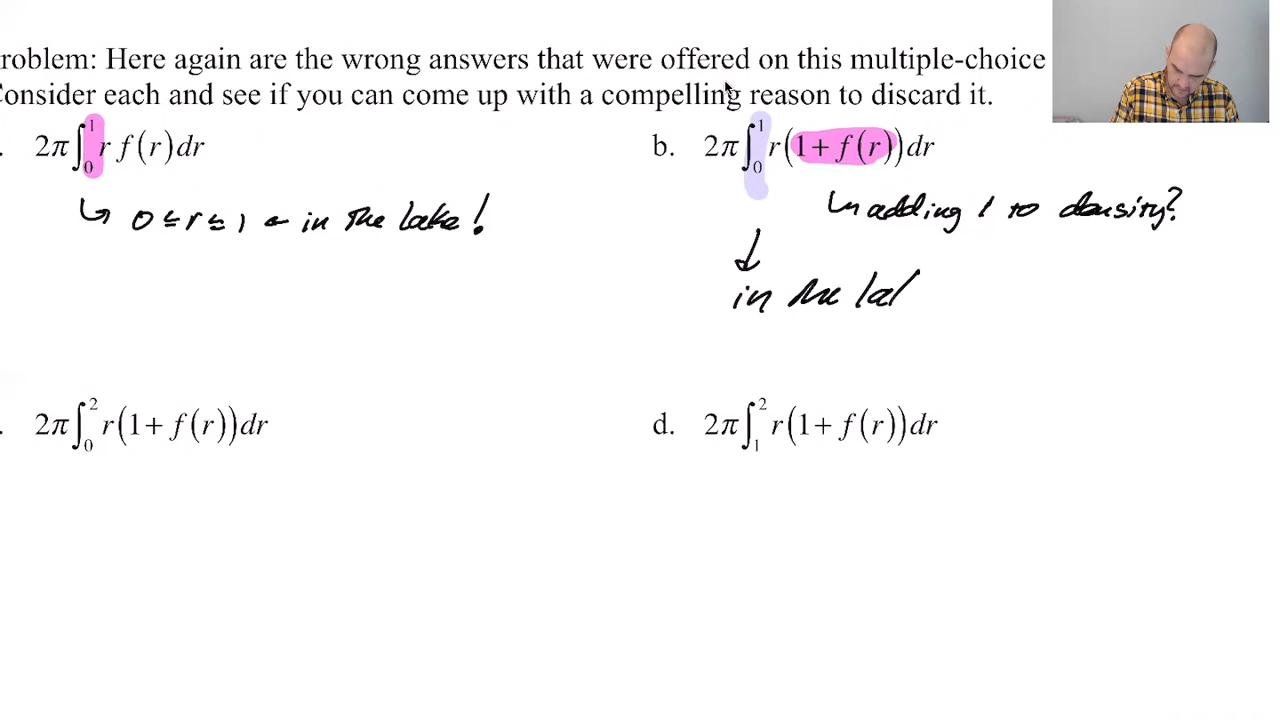 roblem: Here again are the wrong answers that were offered on this multiple-choice
Consider each and see if you can come up with a compelling reason to discard it.
. 2π∫₀¹ r f(r)dr
↳ 0 ≤ r ≤ 1 ← in the lake!
b. 2π∫₀¹ r(1+ f(r))dr
↳ adding 1 to density?
↓
in the lal
. 2π∫₀² r(1+ f(r))dr
d. 2π∫₁² r(1+ f(r))dr